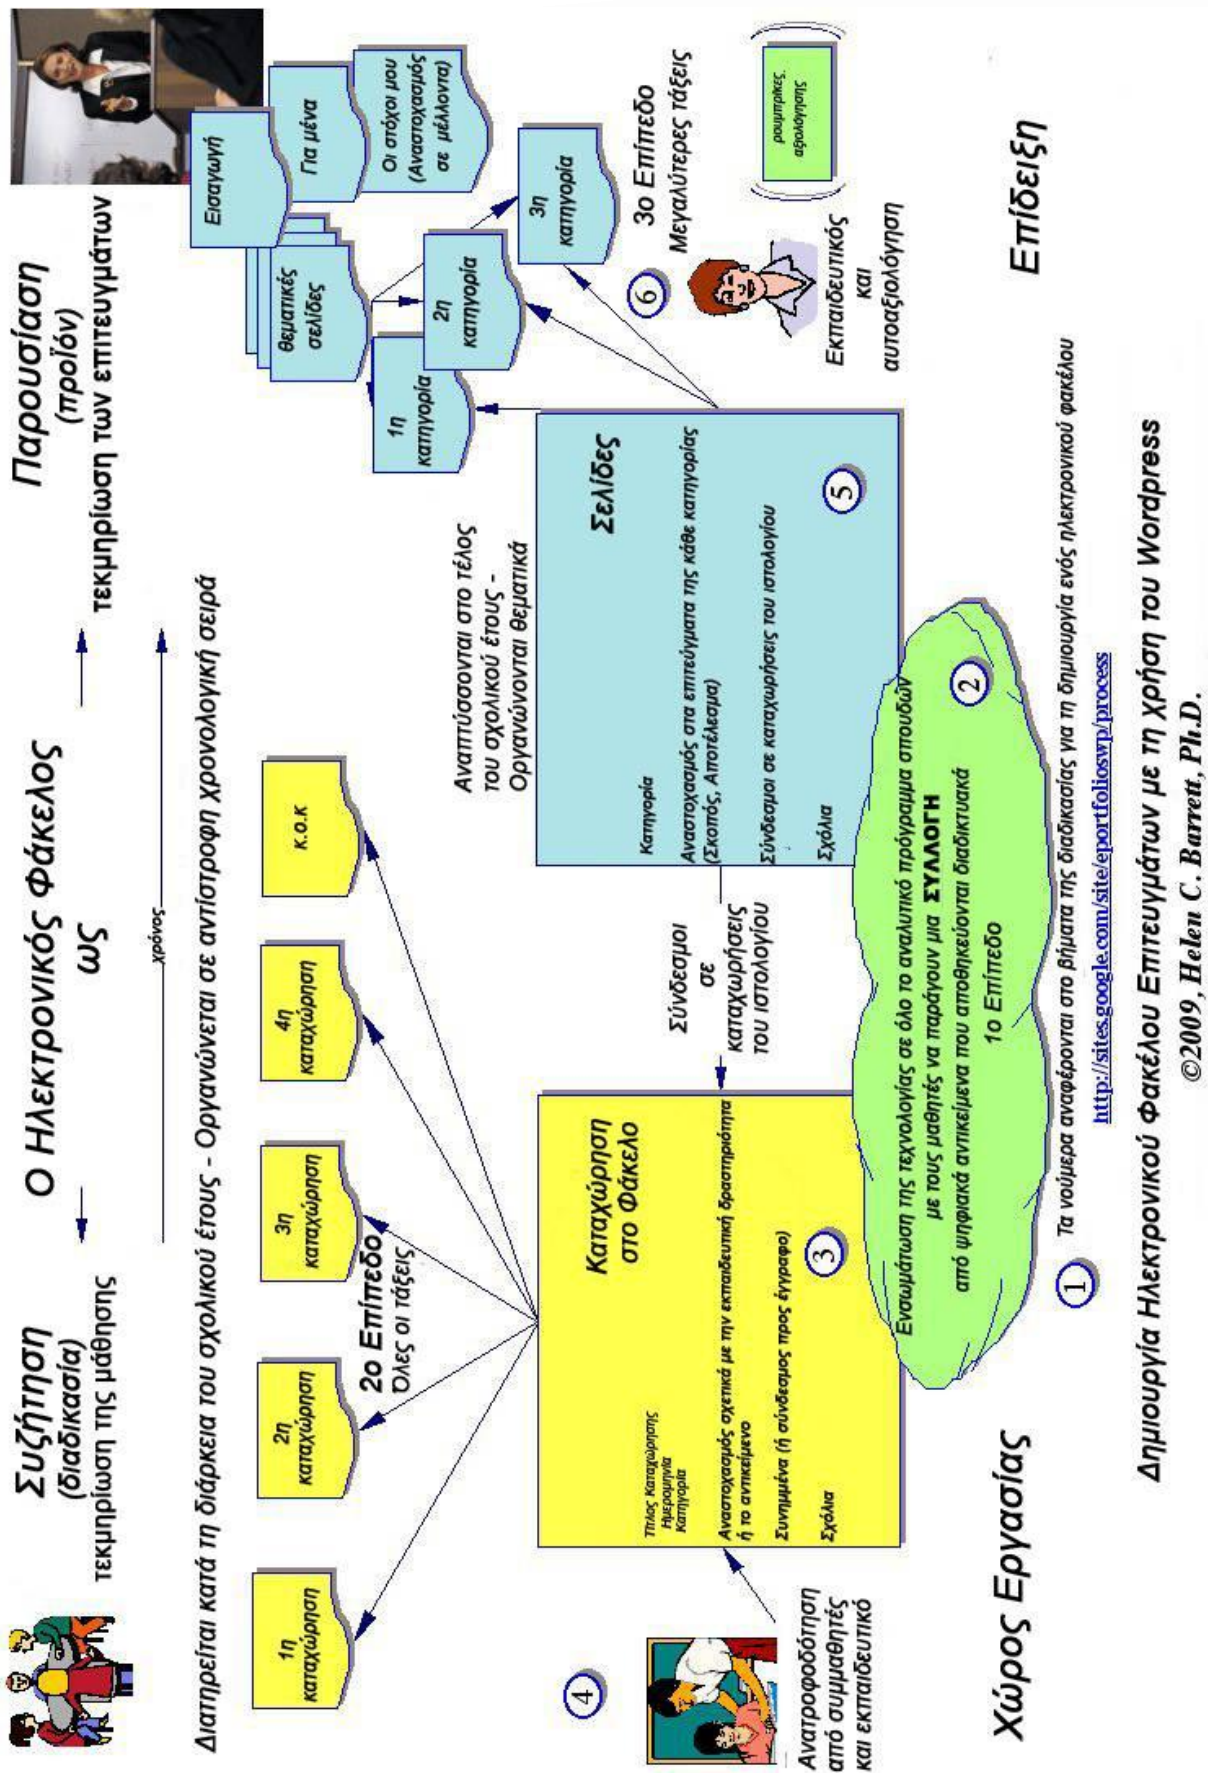 Ο Ηλεκτρονικός Φάκελος
ως
Συζήτηση
(διαδικασία)
τεκμηρίωση της μάθησης
Παρουσίαση
(προϊόν)
τεκμηρίωση των επιτευγμάτων
χρόνος
Διατηρείται κατά τη διάρκεια του σχολικού έτους - Οργανώνεται σε αντίστροφη χρονολογική σειρά
1η
καταχώρηση
2η
καταχώρηση
3η
καταχώρηση
4η
καταχώρηση
κ.ο.κ
2ο Επίπεδο
Όλες οι τάξεις
Εισαγωγή
Για μένα
Οι στόχοι μου
(Αναστοχασμός
σε μέλλοντα)
θεματικές
σελίδες
1η
κατηγορία
2η
κατηγορία
3η
κατηγορία
Αναπτύσσονται στο τέλος
του σχολικού έτους -
Οργανώνονται θεματικά
4
Ανατροφοδότηση
από συμμαθητές
και εκπαιδευτικό
Καταχώρηση
στο Φάκελο
Τίτλος Καταχώρησης
Ημερομηνία
Κατηγορία
Αναστοχασμός σχετικά με την εκπαιδευτική δραστηριότητα
ή το αντικείμενο
Συνημμένα (ή σύνδεσμος προς έγγραφο)
Σχόλια
3
Σύνδεσμοι
σε
καταχωρήσεις
του ιστολογίου
Σελίδες
Κατηγορία
Αναστοχασμός στα επιτεύγματα της κάθε κατηγορίας
(Σκοπός, Αποτέλεσμα)
Σύνδεσμοι σε καταχωρήσεις του ιστολογίου
Σχόλια
5
6
3ο Επίπεδο
Μεγαλύτερες τάξεις
Εκπαιδευτικός
και
αυτοαξιολόγηση
ρουμπρίκες.
αξιολόγησης
Ενσωμάτωση της τεχνολογίας σε όλο το αναλυτικό πρόγραμμα σπουδών
με τους μαθητές να παράγουν μια ΣΥΛΛΟΓΗ
από ψηφιακά αντικείμενα που αποθηκεύονται διαδικτυακά
1ο Επίπεδο
2
Χώρος Εργασίας
Επίδειξη
1
Τα νούμερα αναφέρονται στο βήματα της διαδικασίας για τη δημιουργία ενός ηλεκτρονικού φακέλου
http://sites.google.com/site/eportfolioswp/process
Δημιουργία Ηλεκτρονικού Φακέλου Επιτευγμάτων με τη χρήση του Wordpress
©2009, Helen C. Barrett, Ph.D.